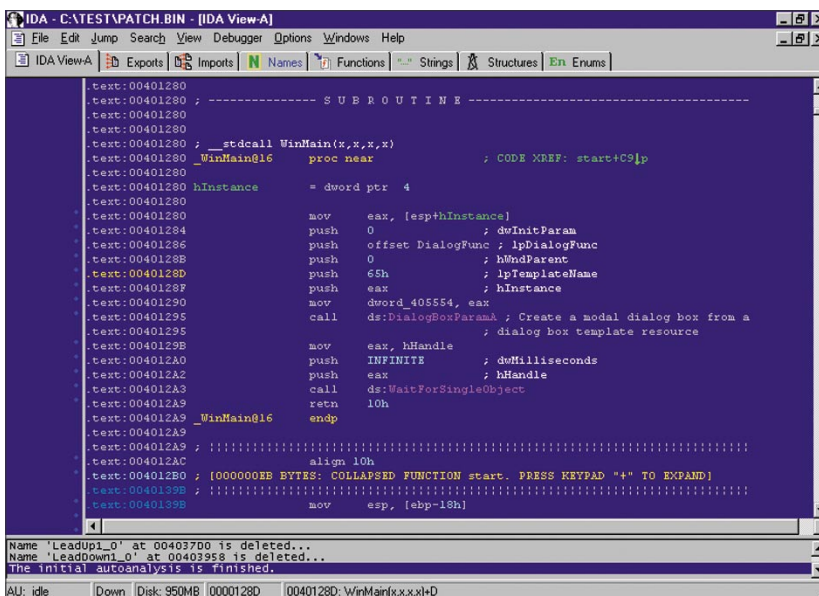 IDA - C:\TEST\PATCH.BIN - [IDA View-A]
File Edit Jump Search View Debugger Options Windows Help
IDA View-A Exports Imports N Names Functions "..." Strings Structures En Enums
.text:00401280
.text:00401280 ; --------------- S U B R O U T I N E ---------------------------------------
.text:00401280
.text:00401280
.text:00401280 ; __stdcall WinMain(x,x,x,x)
.text:00401280 _WinMain@16 proc near ; CODE XREF: start+C9↓p
.text:00401280
.text:00401280 hInstance = dword ptr 4
.text:00401280
.text:00401280 mov eax, [esp+hInstance]
.text:00401284 push 0 ; dwInitParam
.text:00401286 push offset DialogFunc ; lpDialogFunc
.text:0040128B push 0 ; hWndParent
.text:0040128D push 65h ; lpTemplateName
.text:0040128F push eax ; hInstance
.text:00401290 mov dword_405554, eax
.text:00401295 call ds:DialogBoxParamA ; Create a modal dialog box from a
.text:00401295 ; dialog box template resource
.text:0040129B mov eax, hHandle
.text:004012A0 push INFINITE ; dwMilliseconds
.text:004012A2 push eax ; hHandle
.text:004012A3 call ds:WaitForSingleObject
.text:004012A9 retn 10h
.text:004012A9 _WinMain@16 endp
.text:004012A9
.text:004012A9 ;
.text:004012AC align 10h
.text:004012B0 ; [000000EB BYTES: COLLAPSED FUNCTION start. PRESS KEYPAD "+" TO EXPAND]
.text:0040139B ;
.text:0040139B mov esp, [ebp-18h]
Name 'LeadUp1_0' at 004037D0 is deleted...
Name 'LeadDown1_0' at 00403958 is deleted...
The initial autoanalysis is finished.
AU: idle Down Disk: 950MB 0000128D 0040128D: WinMain(x,x,x,x)+D